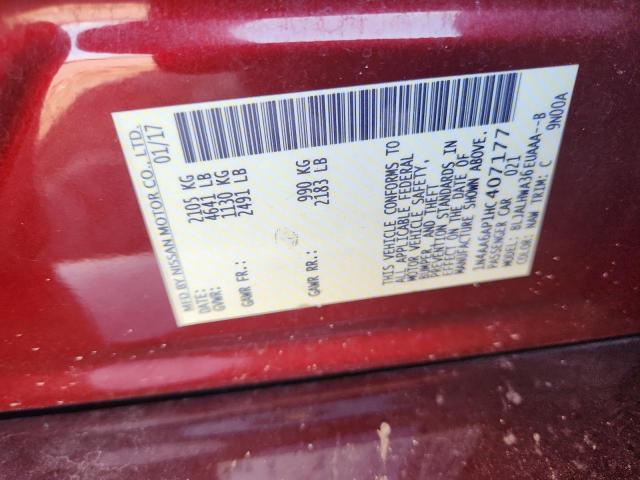 MFD BY NISSAN MOTOR CO., LTD.
DATE: 01/17
GVWR: 2105 KG
4641 LB
GAWR FR.: 1130 KG
2491 LB
GAWR RR.: 990 KG
2183 LB
THIS VEHICLE CONFORMS TO
ALL APPLICABLE FEDERAL
MOTOR VEHICLE SAFETY,
BUMPER, AND THEFT
PREVENTION STANDARDS IN
EFFECT ON THE DATE OF
MANUFACTURE SHOWN ABOVE.
1N4AA6AP1HC407177
PASSENGER CAR 021
MODEL: BLJALHWA36EUAAA--B
COLOR: NAW TRIM: C 9N00A